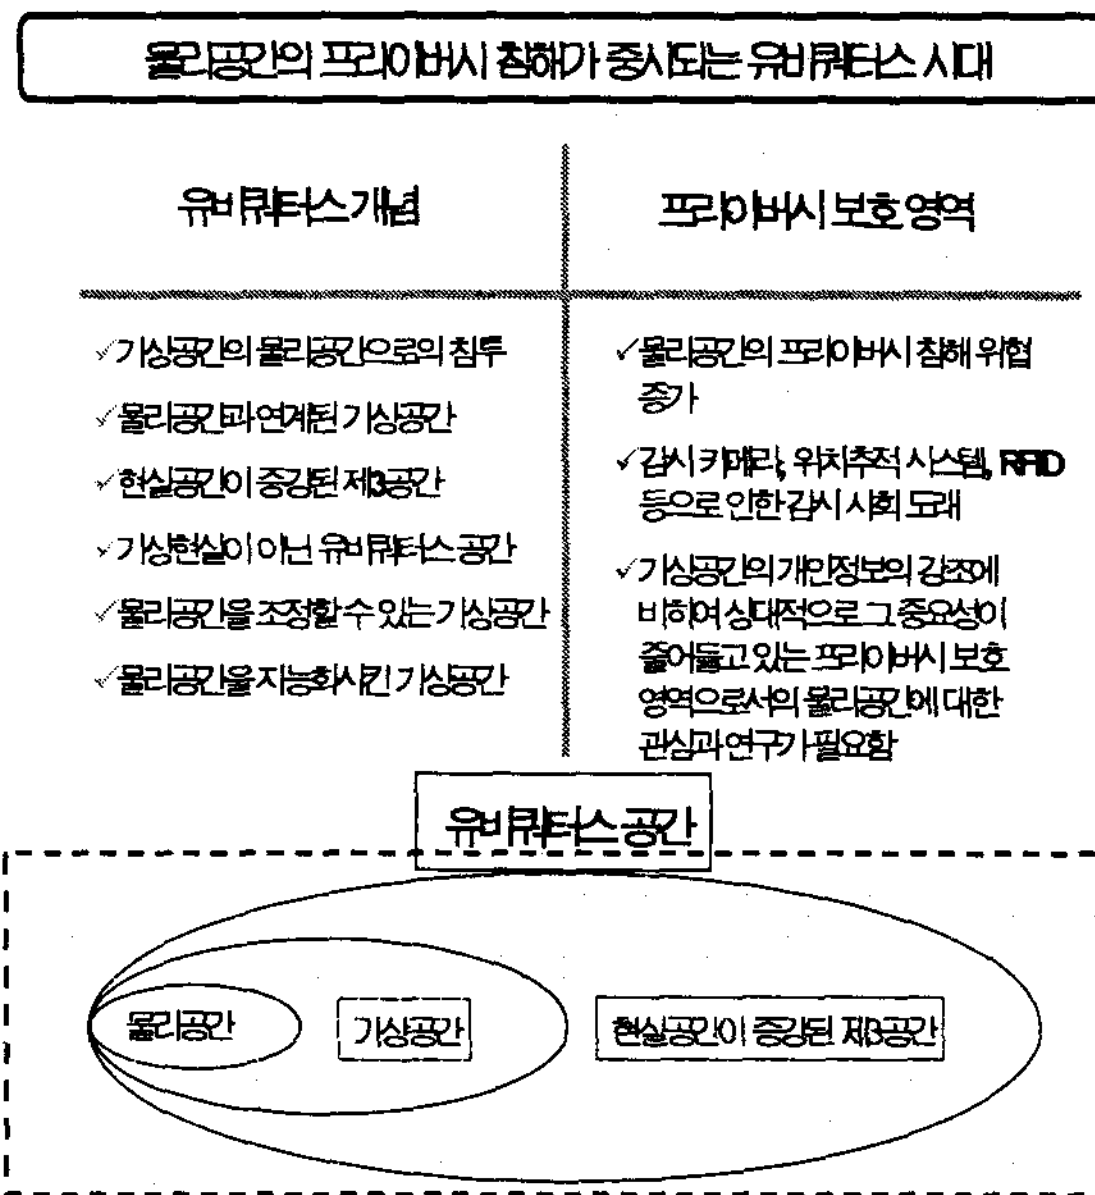 물리공간의 프라이버시 침해가 중시되는 유비쿼터스 시대
유비쿼터스 개념
✓가상공간의 물리공간으로의 침투
✓물리공간과 연계된 가상공간
✓현실공간이 증강된 제3공간
✓가상현실이 아닌 유비쿼터스 공간
✓물리공간을 조정할 수 있는 가상공간
✓물리공간을 지능화시킨 가상공간
프라이버시 보호 영역
✓물리공간의 프라이버시 침해 위협
증가
✓감시 카메라, 위치추적 시스템, RFID
등으로 인한 감시 사회 도래
✓가상공간의 개인정보의 강조에
비하여 상대적으로 그 중요성이
줄어들고 있는 프라이버시 보호
영역으로서의 물리공간에 대한
관심과 연구가 필요함
유비쿼터스 공간
물리공간
가상공간
현실공간이 증강된 제3공간